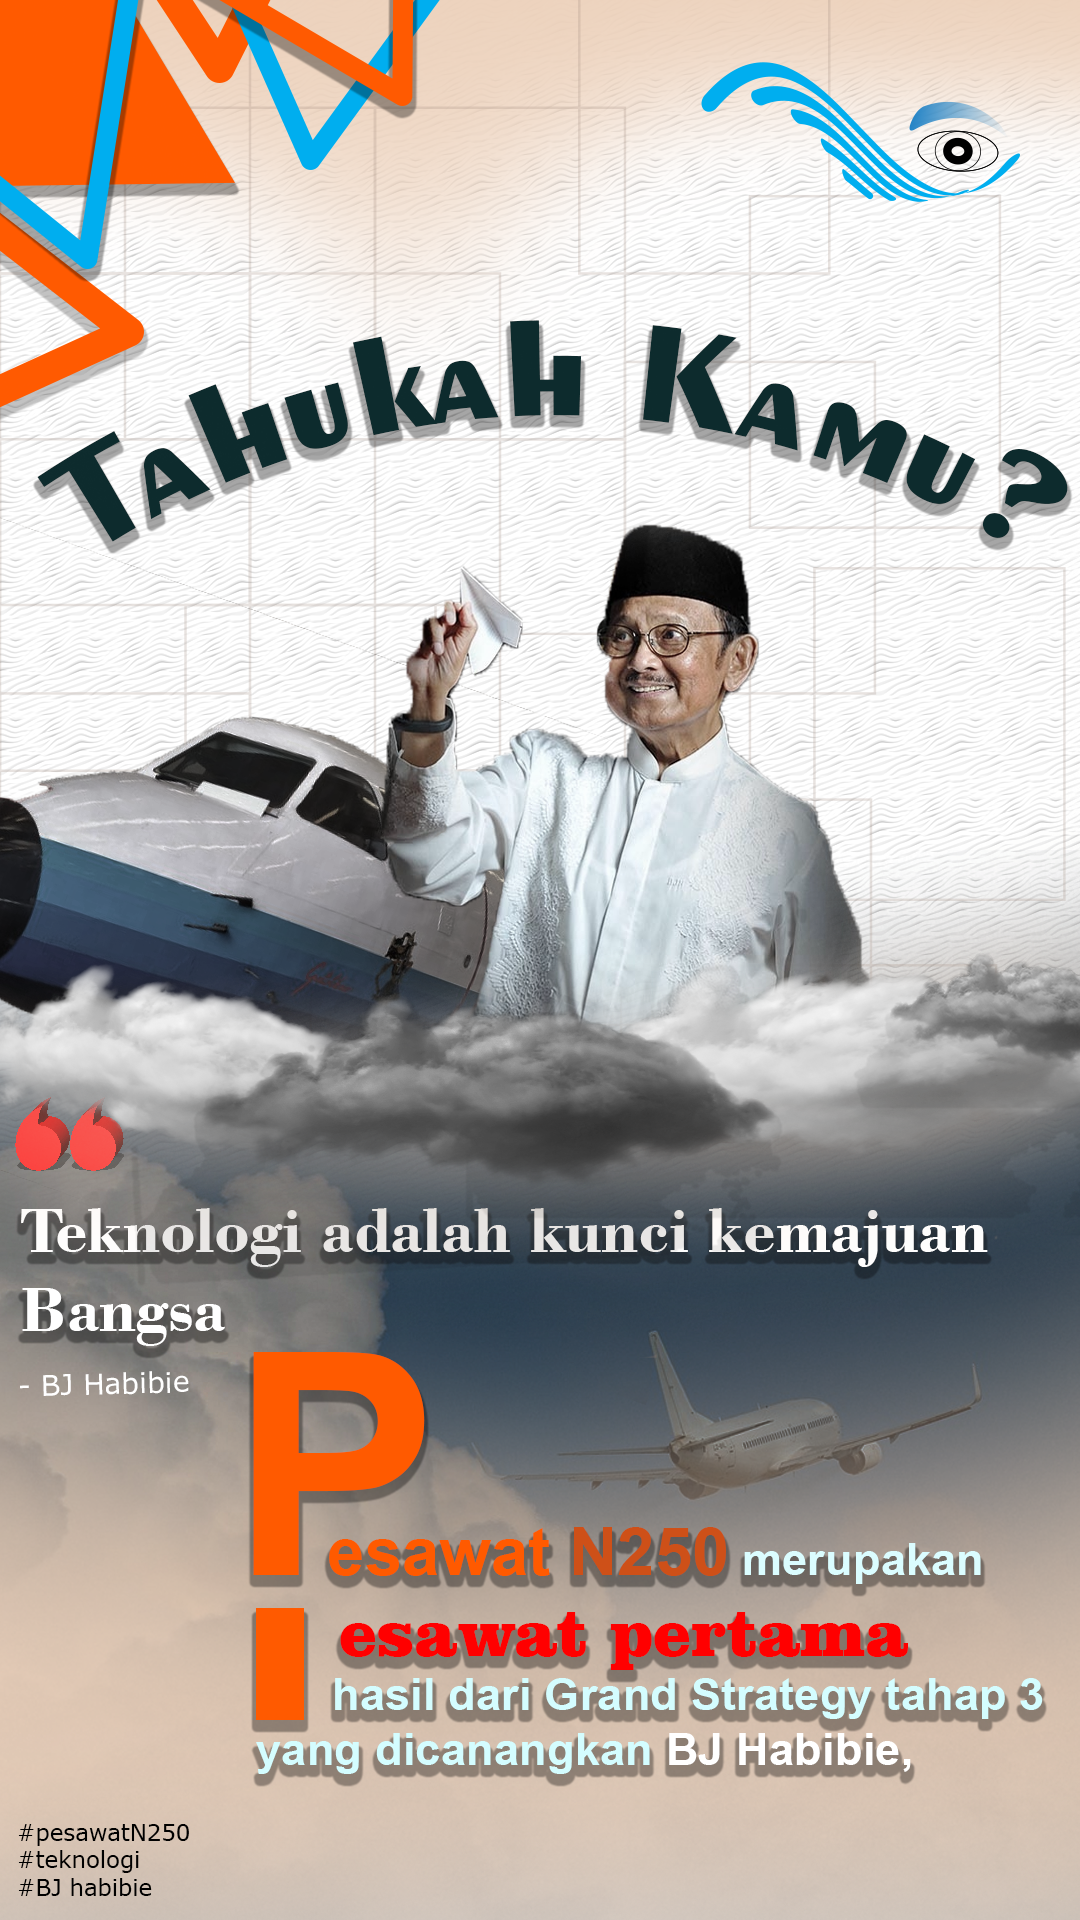 Tahukah Kamu?
Teknologi adalah kunci kemajuan
Bangsa
- BJ Habibie
Pesawat N250 merupakan
esawat pertama
hasil dari Grand Strategy tahap 3
yang dicanangkan BJ Habibie,
#pesawatN250
#teknologi
#BJ habibie